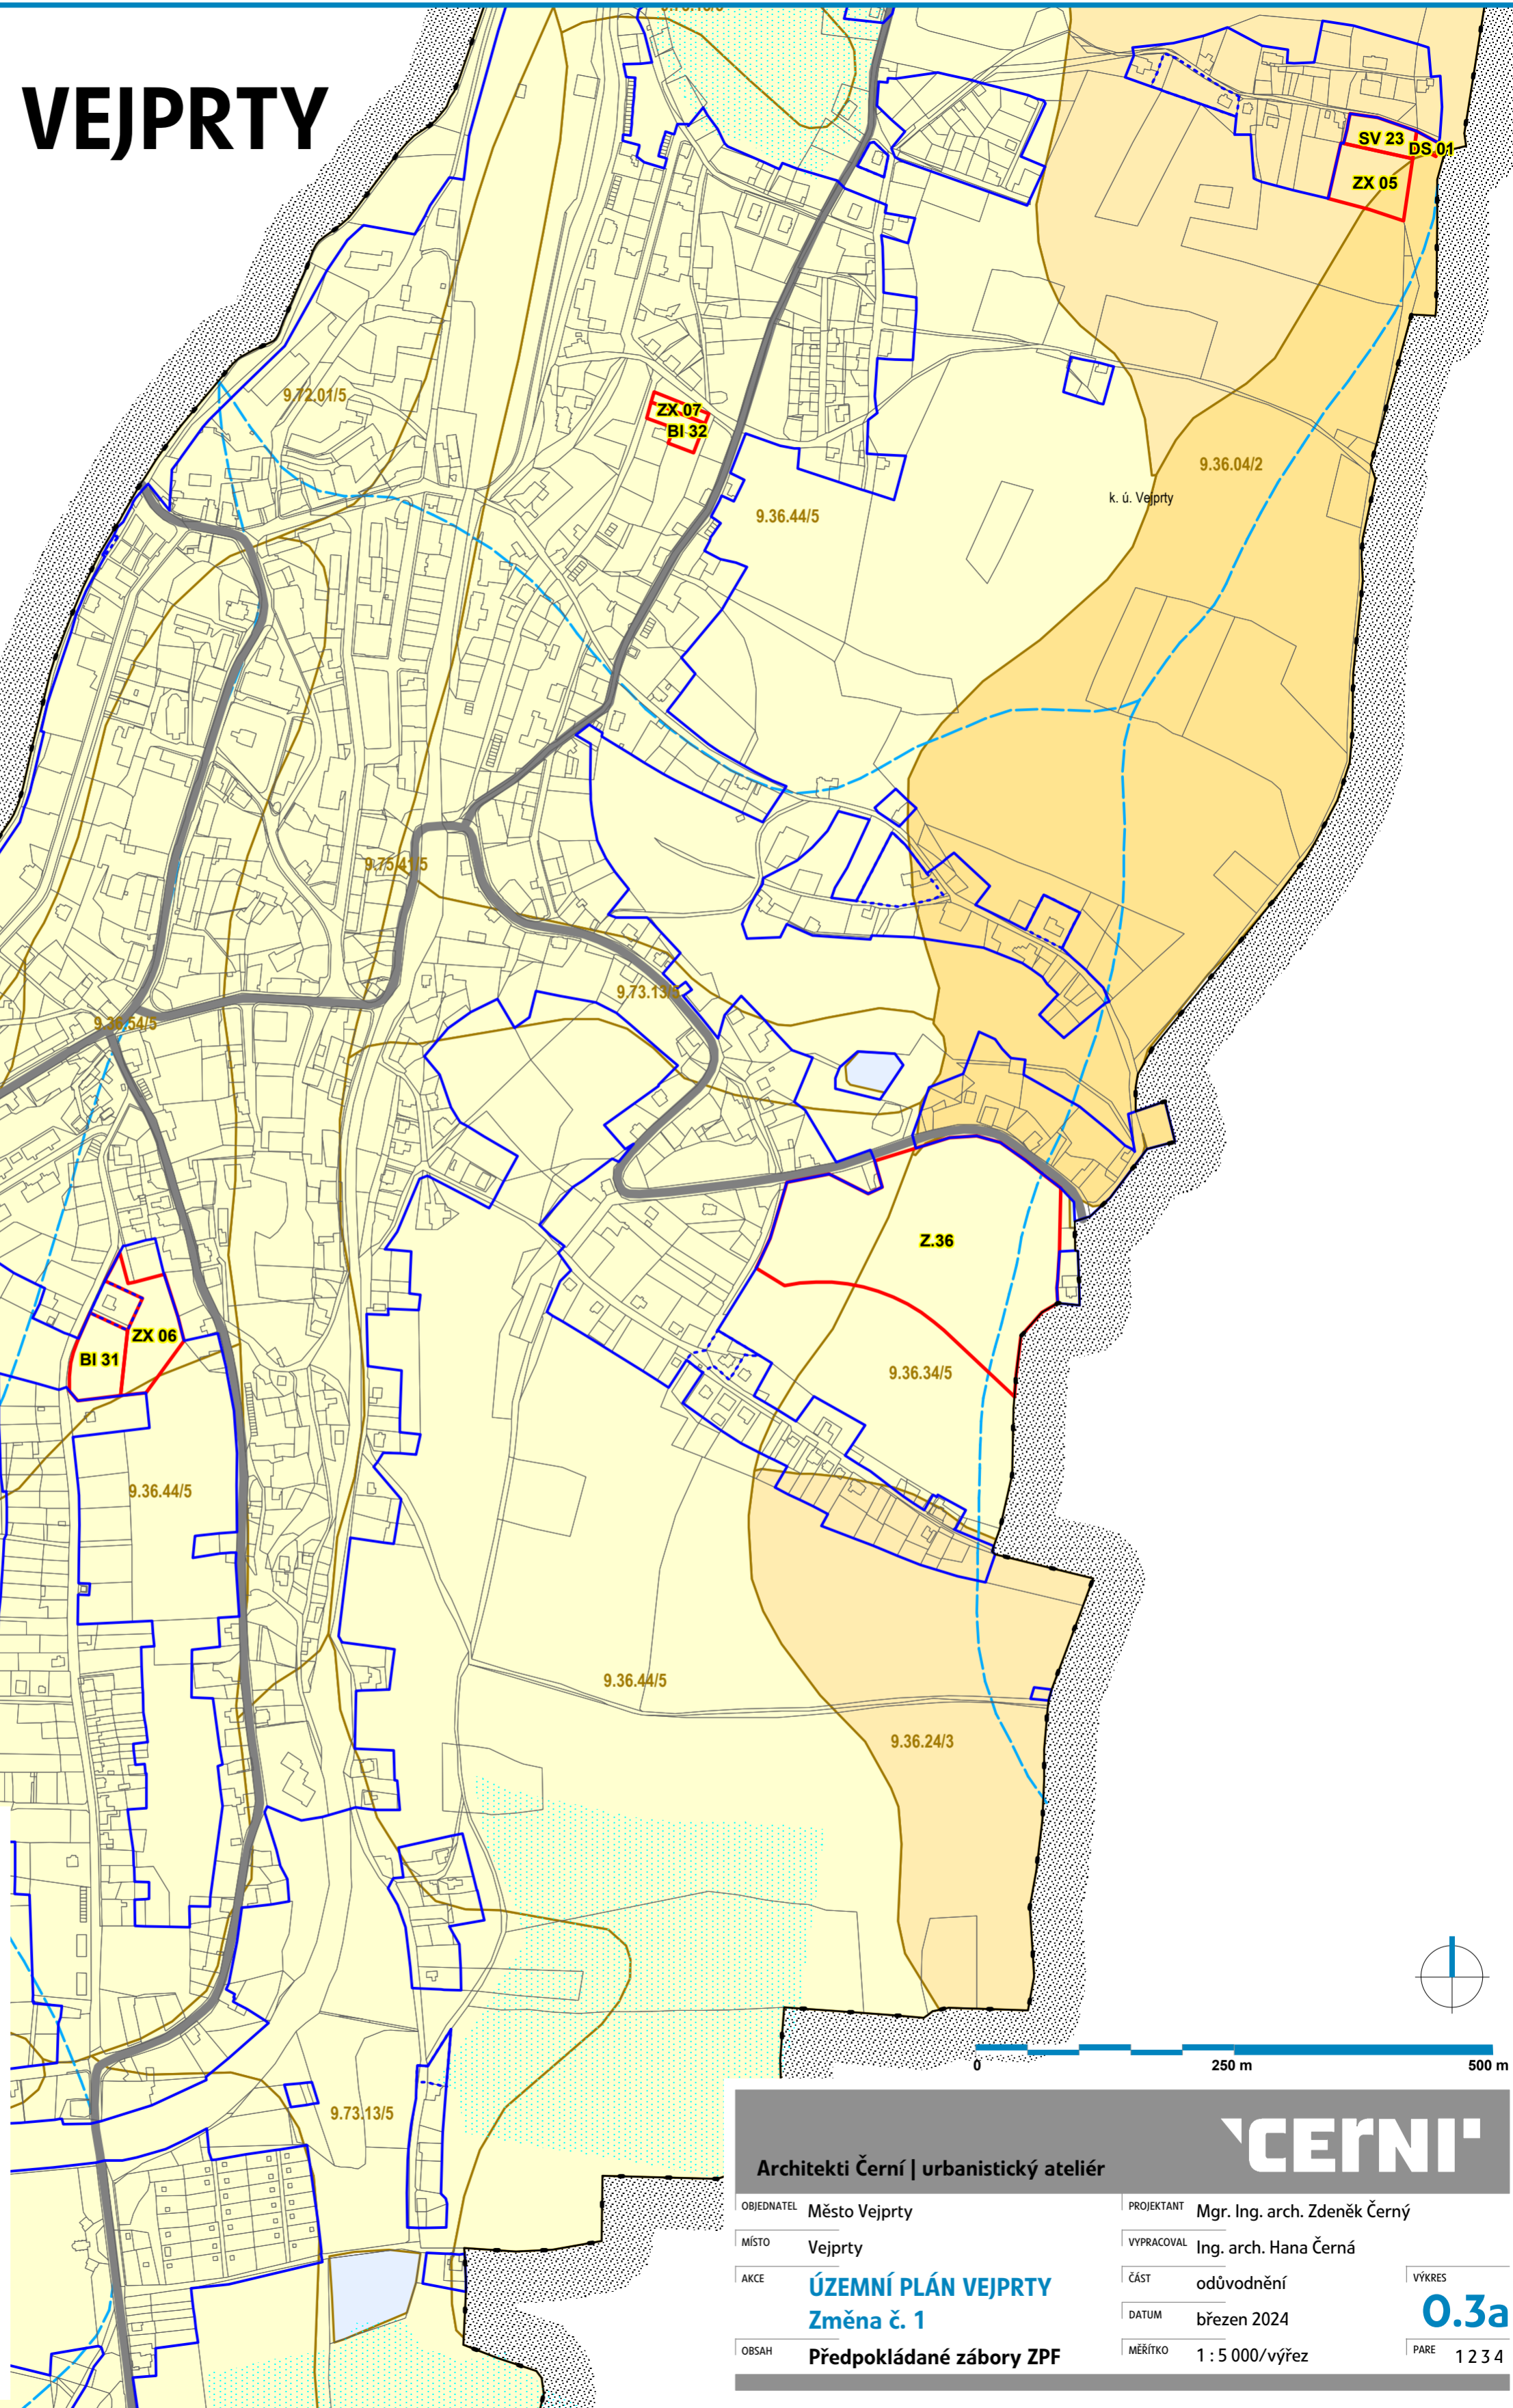 VEJPRTY
SV 23
DS 01
ZX 05
9.72.01/5
ZX 07
BI 32
9.36.04/2
k. ú. Vejprty
9.36.44/5
9.75.41/5
9.73.13/5
9.36.54/5
Z.36
ZX 06
BI 31
9.36.34/5
9.36.44/5
9.36.44/5
9.36.24/3
9.73.13/5
0 250 m 500 m
ČERNÍ
Architekti Černí | urbanistický ateliér
OBJEDNATEL Město Vejprty
PROJEKTANT Mgr. Ing. arch. Zdeněk Černý
MÍSTO Vejprty
VYPRACOVAL Ing. arch. Hana Černá
AKCE ÚZEMNÍ PLÁN VEJPRTY
Změna č. 1
ČÁST odůvodnění
VÝKRES
O.3a
DATUM březen 2024
OBSAH Předpokládané zábory ZPF
MĚŘÍTKO 1 : 5 000/výřez
PARE 1 2 3 4